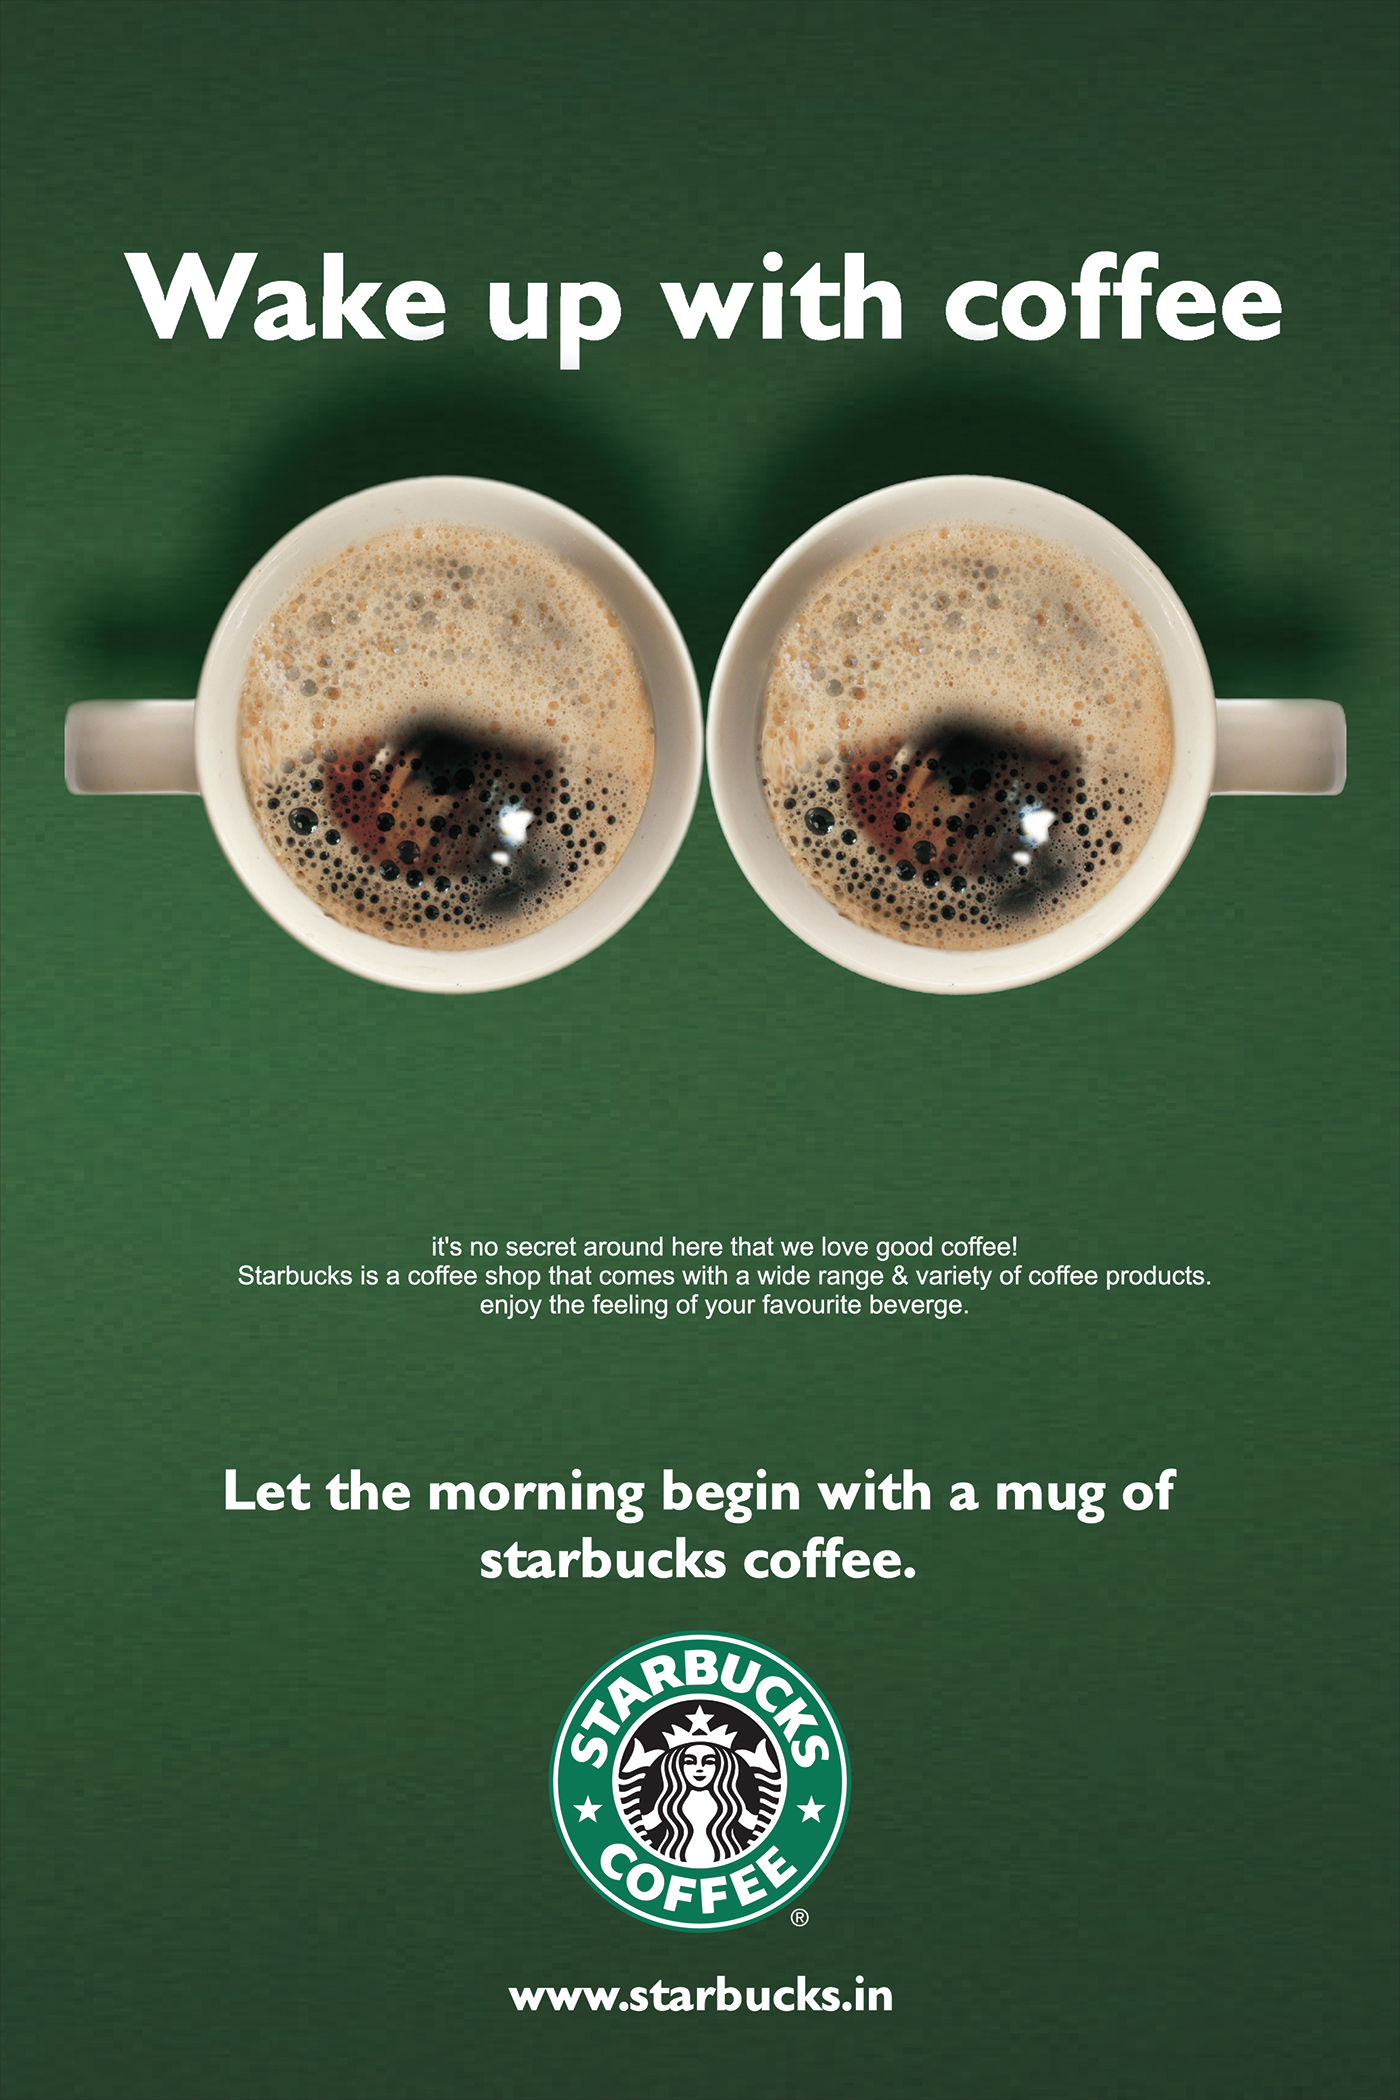 Wake up with coffee
it's no secret around here that we love good coffee!
Starbucks is a coffee shop that comes with a wide range & variety of coffee products.
enjoy the feeling of your favourite beverge.
Let the morning begin with a mug of
starbucks coffee.
STARBUCKS
COFFEE
®
www.starbucks.in